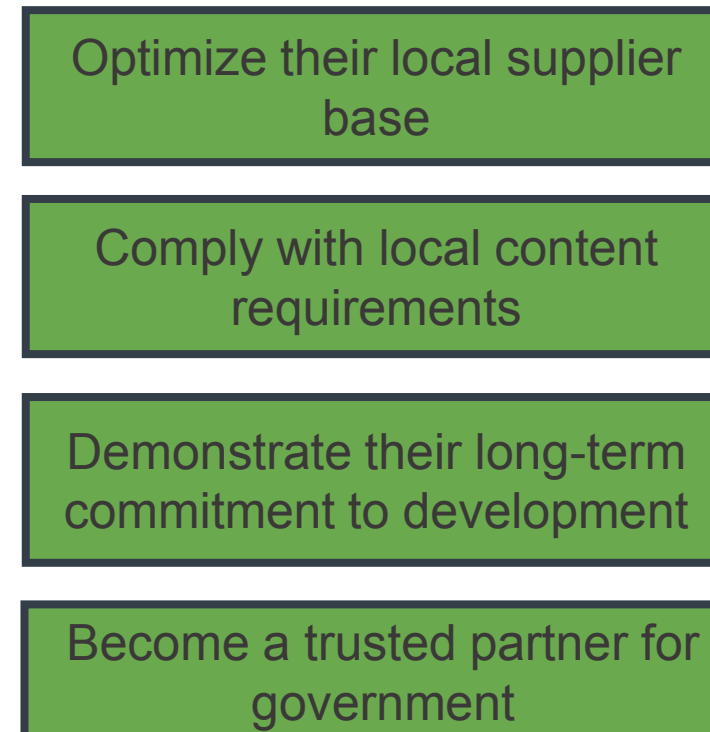 Optimize their local supplier
base
Comply with local content
requirements
Demonstrate their long-term
commitment to development
Become a trusted partner for
government